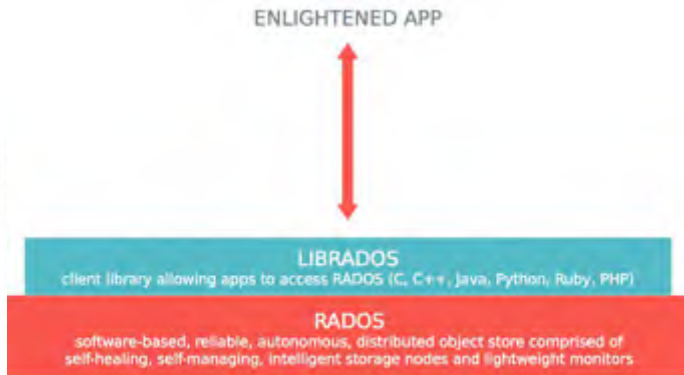 ENLIGHTENED APP
LIBRADOS
client library allowing apps to access RADOS (C, C++, Java, Python, Ruby, PHP)
RADOS
software-based, reliable, autonomous, distributed object store comprised of
self-healing, self-managing, intelligent storage nodes and lightweight monitors